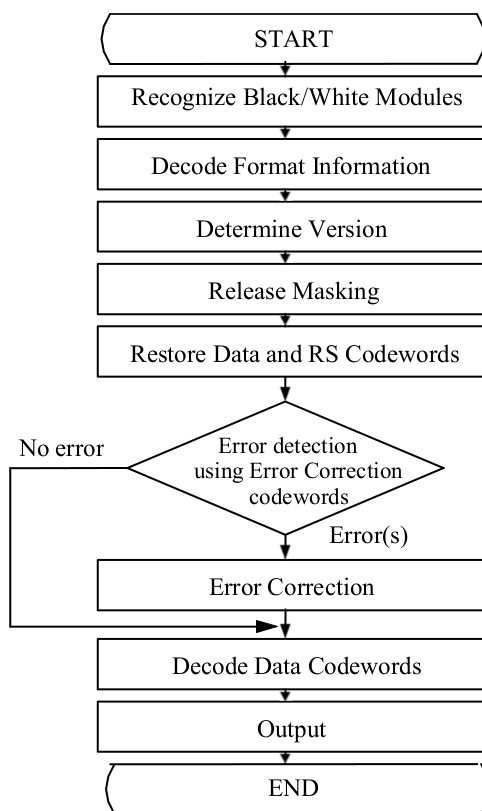 START
Recognize Black/White Modules
Decode Format Information
Determine Version
Release Masking
Restore Data and RS Codewords
No error
Error detection
using Error Correction
codewords
Error(s)
Error Correction
Decode Data Codewords
Output
END